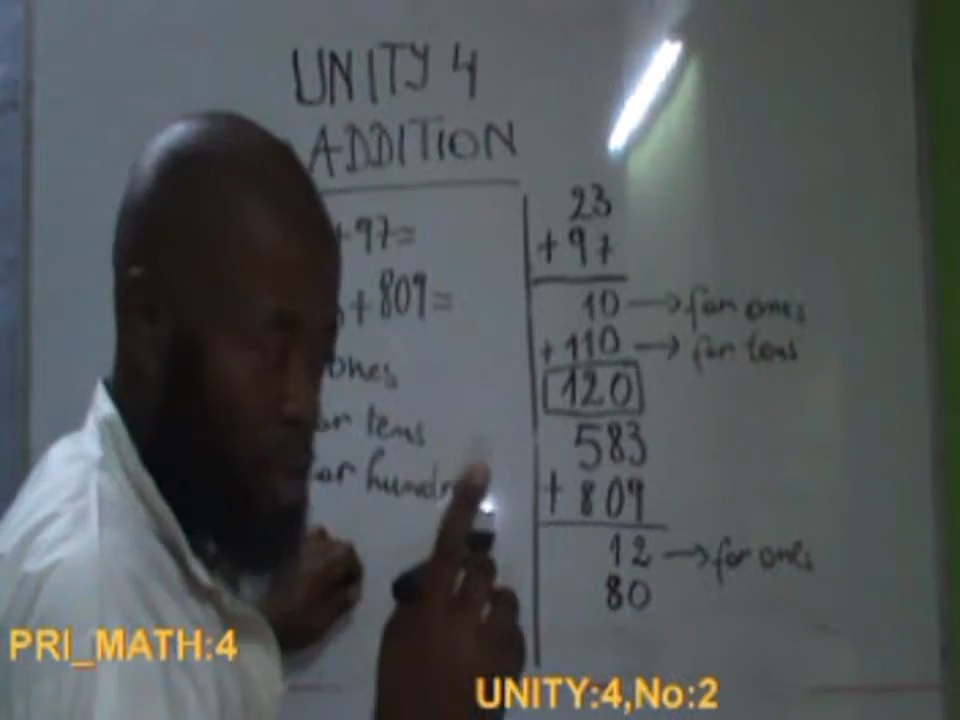 UNITY 4
ADDITION
+97=
+809=
ones
tens
23
+97
10 → for ones
+110 → for tens
120
583
+809
12 → for ones
80
PRI_MATH:4
UNITY:4,No:2